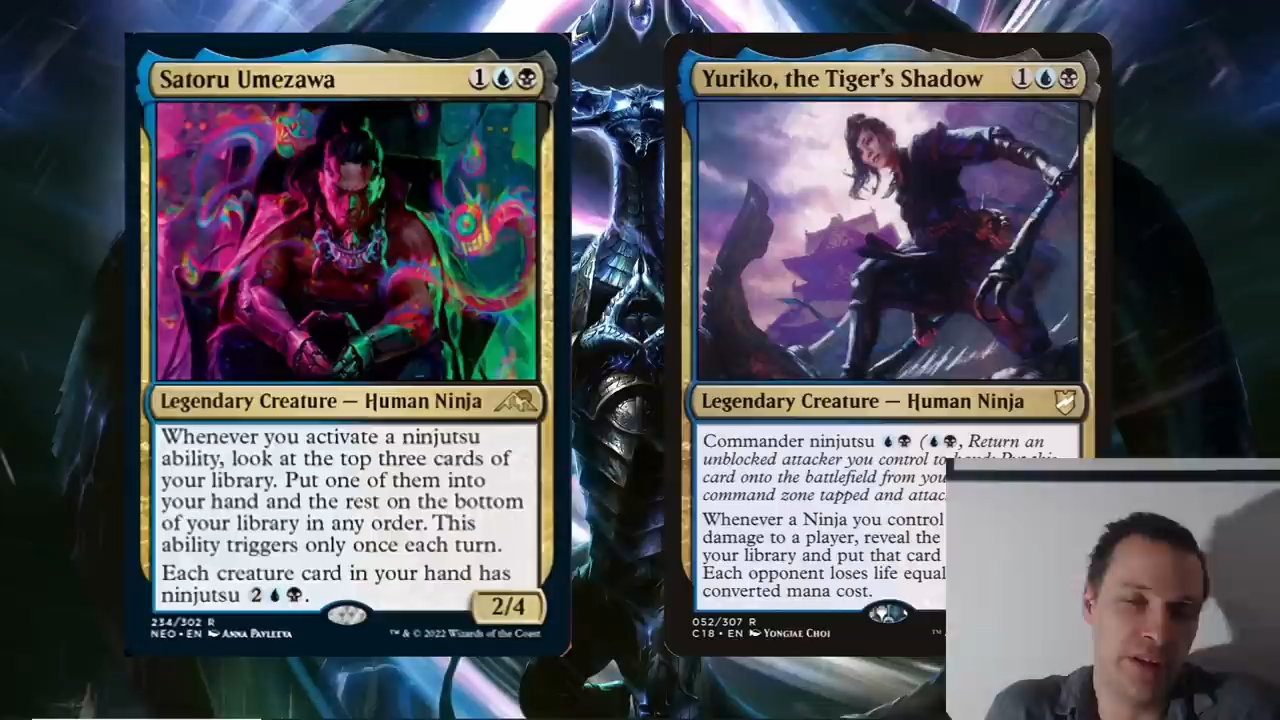 Satoru Umezawa 1
Legendary Creature — Human Ninja
Whenever you activate a ninjutsu
ability, look at the top three cards of
your library. Put one of them into
your hand and the rest on the bottom
of your library in any order. This
ability triggers only once each turn.
Each creature card in your hand has
ninjutsu 2.
2/4
234/302 R
NEO • EN Anna Pavleeva
™ & © 2022 Wizards of the Coast
Yuriko, the Tiger's Shadow 1
Legendary Creature — Human Ninja
Commander ninjutsu (, Return an
unblocked attacker you control to hand: Put this
card onto the battlefield from you
command zone tapped and attac
Whenever a Ninja you control
damage to a player, reveal the
your library and put that card
Each opponent loses life equal
converted mana cost.
052/307 R
C18 • EN Yongjae Choi
™